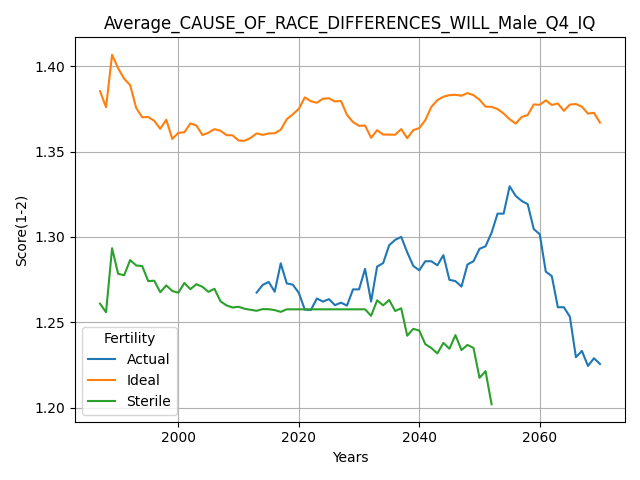 Average_CAUSE_OF_RACE_DIFFERENCES_WILL_Male_Q4_IQ
1.40
1.35
1.30
1.25
1.20
Score(1-2)
Fertility
Actual
Ideal
Sterile
2000
2020
2040
2060
Years